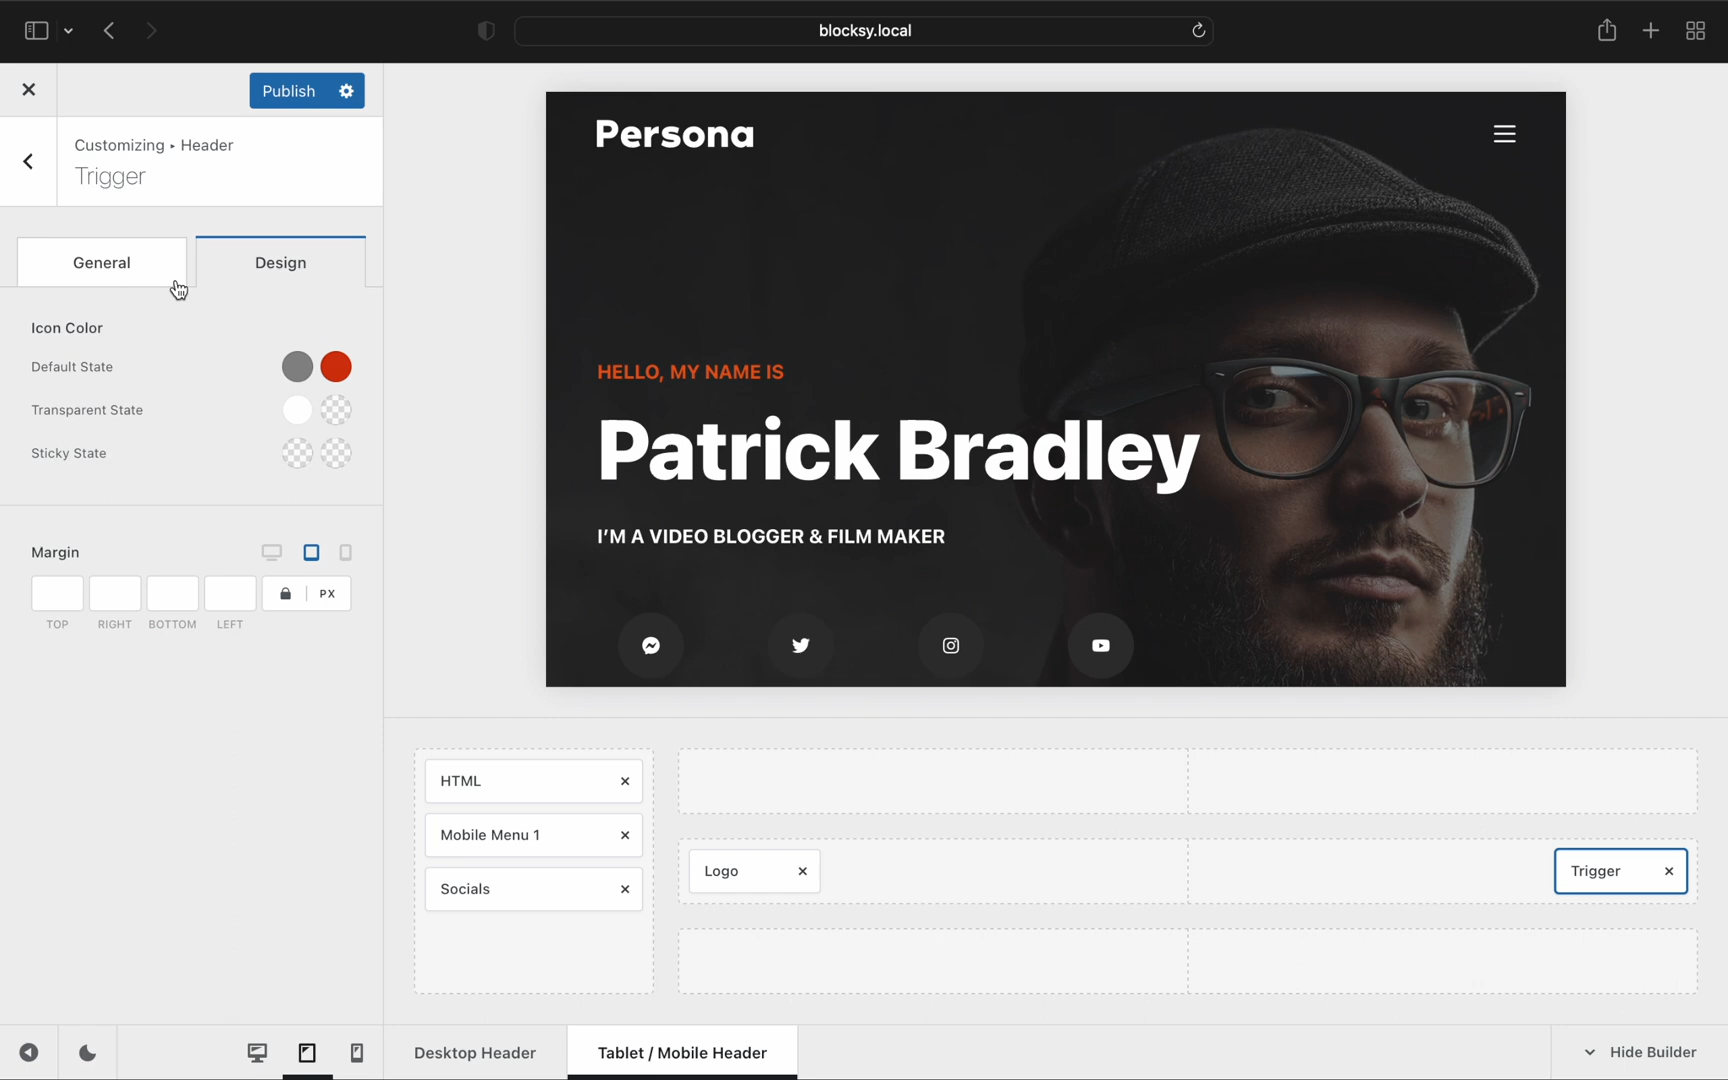 blocksy.local
Publish
Customizing ▸ Header
Trigger
General
Design
Icon Color
Default State
Transparent State
Sticky State
Margin
PX
TOP RIGHT BOTTOM LEFT
Persona
HELLO, MY NAME IS
Patrick Bradley
I'M A VIDEO BLOGGER & FILM MAKER
HTML
Mobile Menu 1
Socials
Logo
Trigger
Desktop Header
Tablet / Mobile Header
Hide Builder